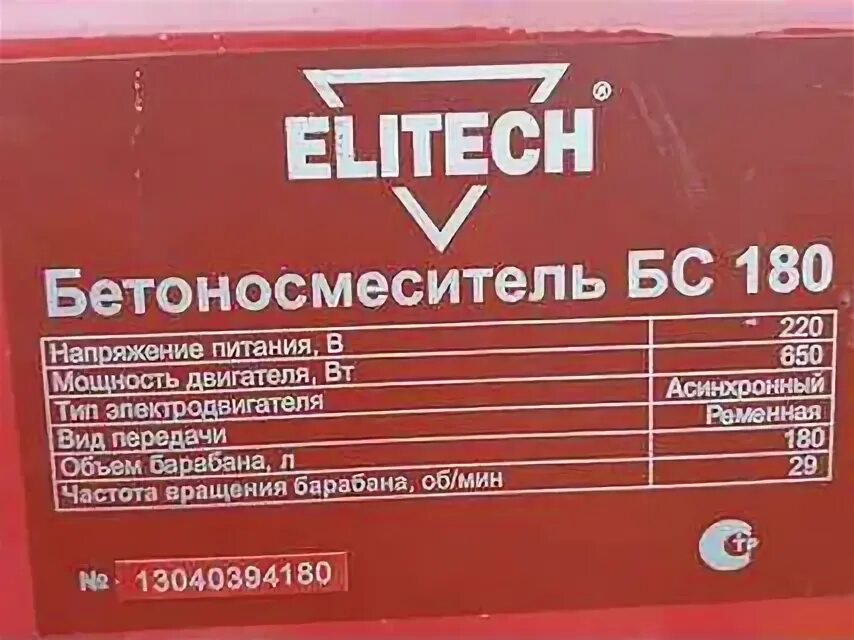 ELITECH®
Бетоносмеситель БС 180
Напряжение питания, В 220
Мощность двигателя, Вт 650
Тип электродвигателя Асинхронный
Вид передачи Ременная
Объем барабана, л 180
Частота вращения барабана, об/мин 29
№ 13040394180